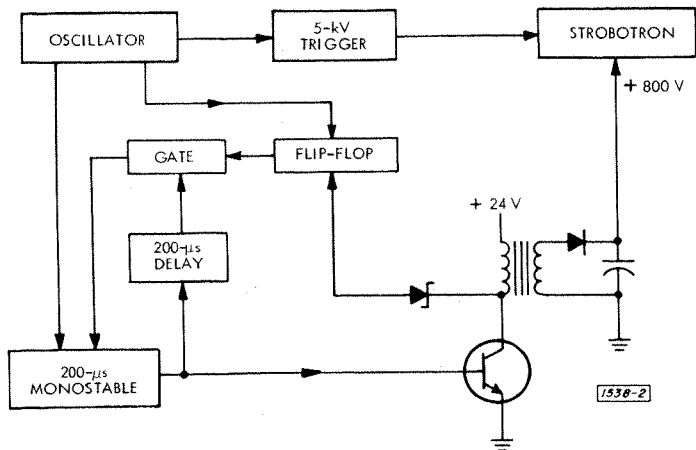 OSCILLATOR
5-kV
TRIGGER
STROBOTRON
+ 800 V
GATE
FLIP-FLOP
+ 24 V
200-μs
DELAY
200-μs
MONOSTABLE
1538-2